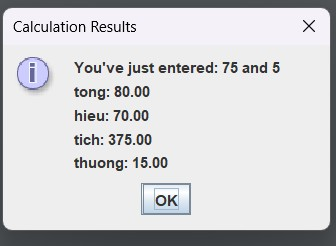 Calculation Results
You've just entered: 75 and 5
tong: 80.00
hieu: 70.00
tich: 375.00
thuong: 15.00
OK